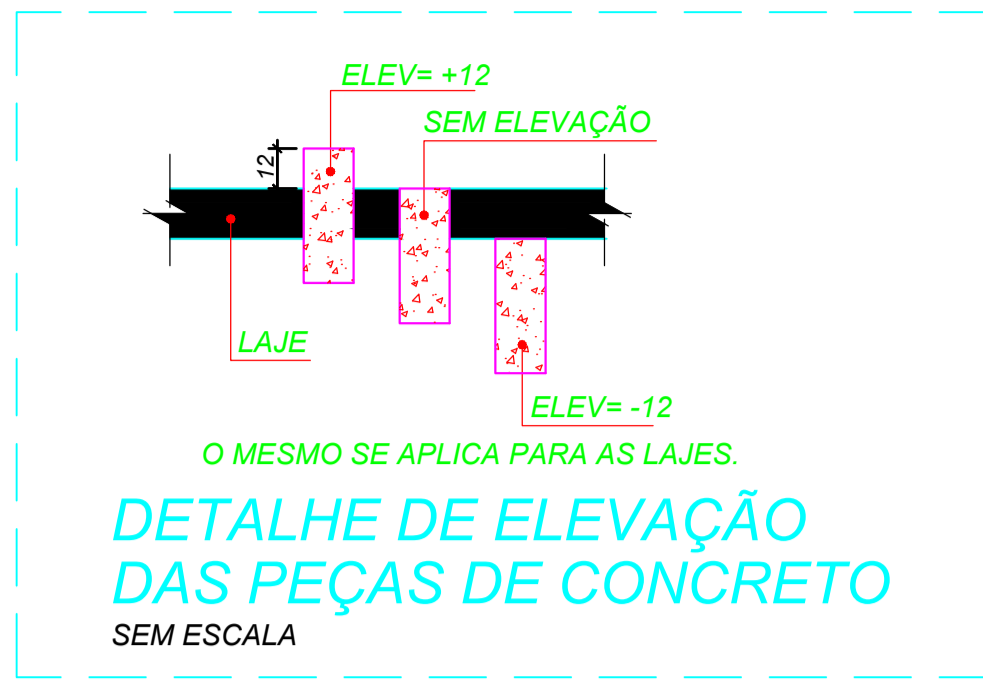 ELEV= +12
SEM ELEVAÇÃO
12
LAJE
ELEV= -12
O MESMO SE APLICA PARA AS LAJES.
DETALHE DE ELEVAÇÃO
DAS PEÇAS DE CONCRETO
SEM ESCALA